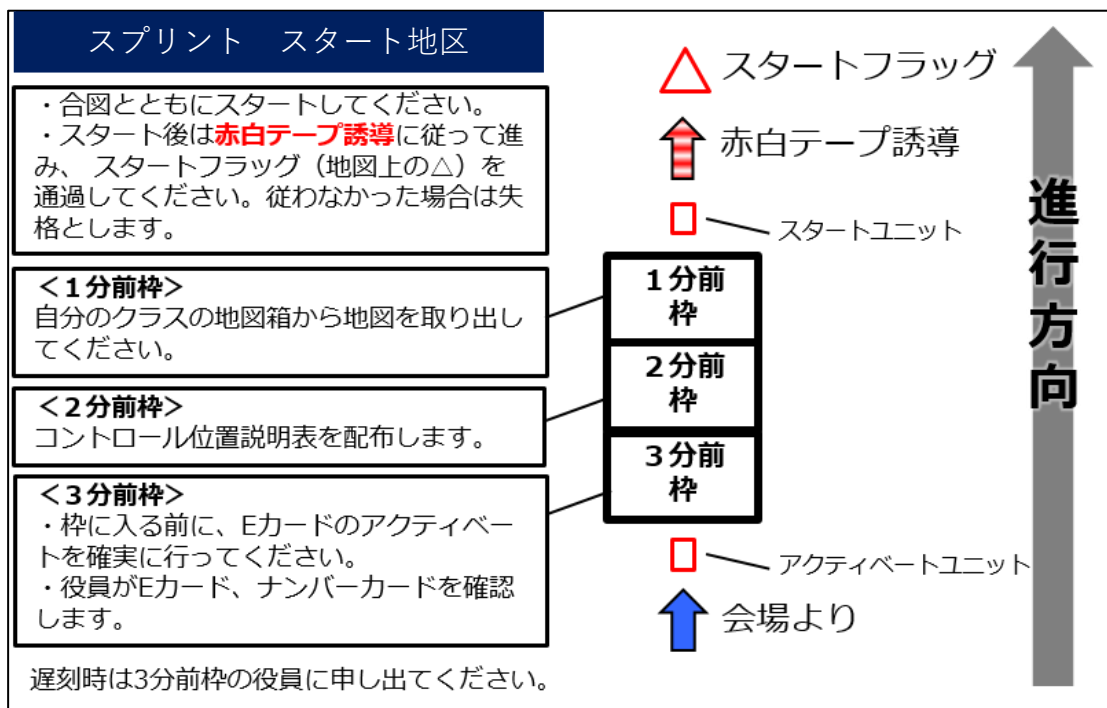 スプリント　スタート地区
・合図とともにスタートしてください。
・スタート後は赤白テープ誘導に従って進
み、 スタートフラッグ（地図上の△）を
通過してください。従わなかった場合は失
格とします。
＜１分前枠＞
自分のクラスの地図箱から地図を取り出し
てください。
＜２分前枠＞
コントロール位置説明表を配布します。
＜３分前枠＞
・枠に入る前に、Eカードのアクティベー
トを確実に行ってください。
・役員がEカード、ナンバーカードを確認
します。
遅刻時は3分前枠の役員に申し出てください。
スタートフラッグ
赤白テープ誘導
スタートユニット
１分前
枠
２分前
枠
３分前
枠
アクティベートユニット
会場より
進行方向